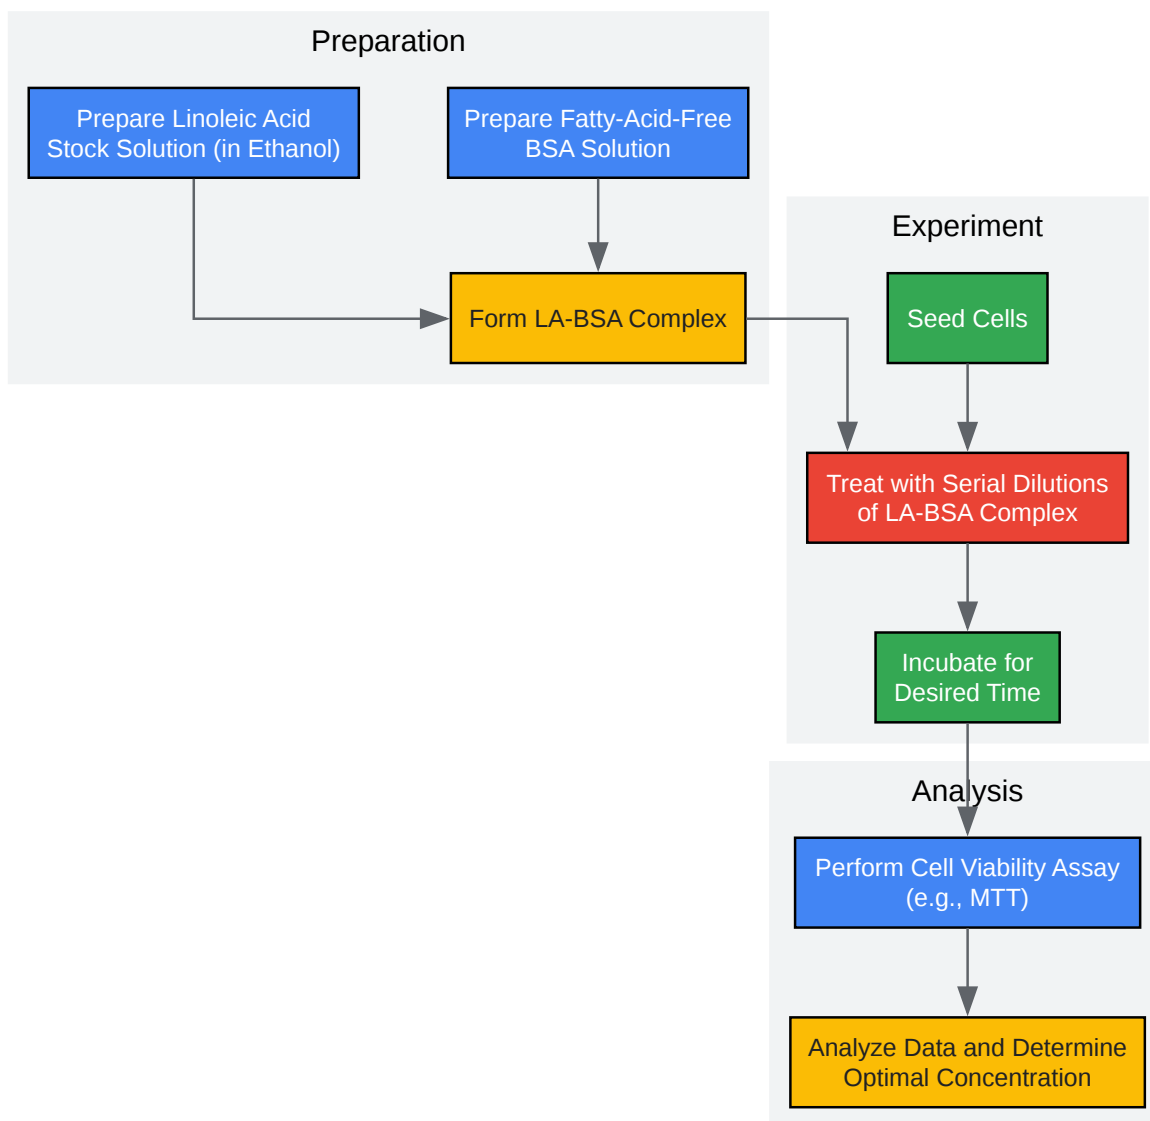 Preparation
Prepare Linoleic Acid
Stock Solution (in Ethanol)
Prepare Fatty-Acid-Free
BSA Solution
Form LA-BSA Complex
Experiment
Seed Cells
Treat with Serial Dilutions
of LA-BSA Complex
Incubate for
Desired Time
Analysis
Perform Cell Viability Assay
(e.g., MTT)
Analyze Data and Determine
Optimal Concentration